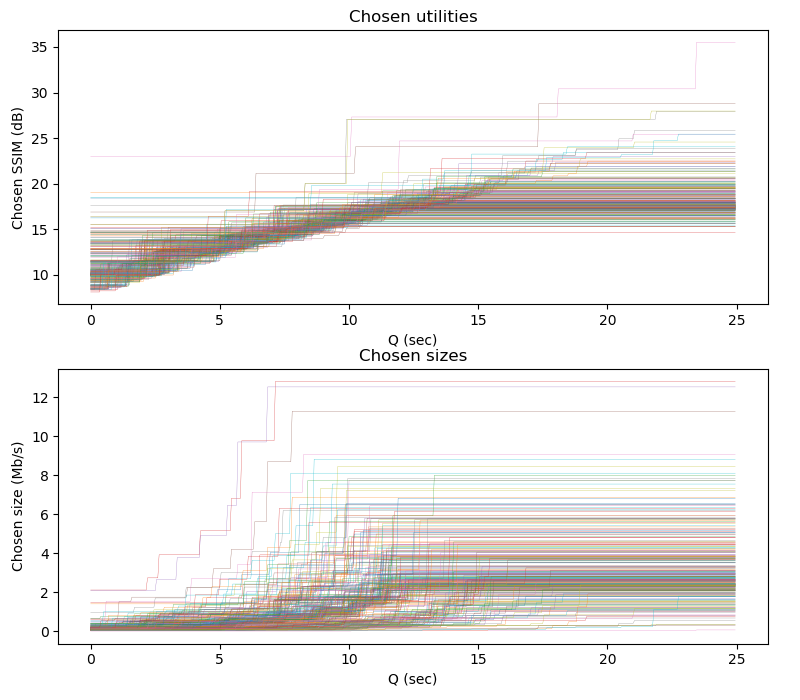 Chosen utilities
Chosen SSIM (dB)
35
30
25
20
15
10
0 5 10 15 20 25
Q (sec)
Chosen sizes
Chosen size (Mb/s)
12
10
8
6
4
2
0
0 5 10 15 20 25
Q (sec)